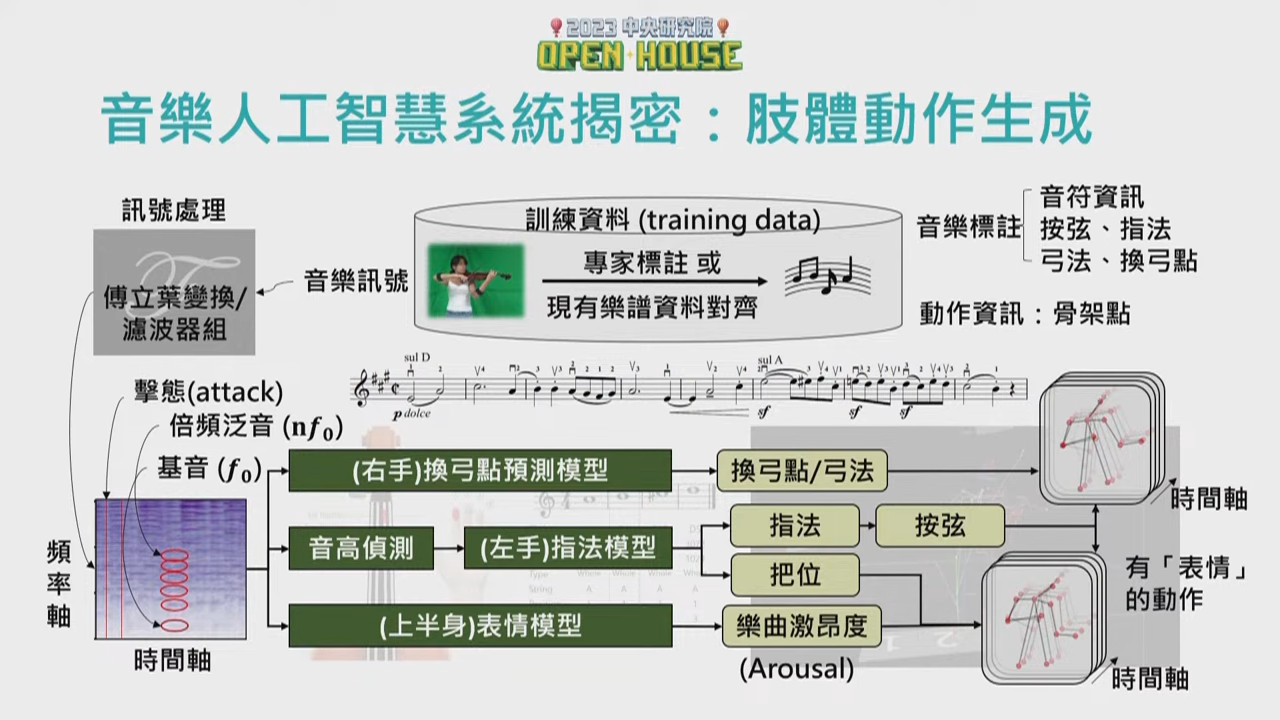 2023 中央研究院
OPEN HOUSE
音樂人工智慧系統揭密：肢體動作生成
訊號處理
傅立葉變換/
濾波器組
音樂訊號
訓練資料 (training data)
專家標註 或
現有樂譜資料對齊
音樂標註
音符資訊
按弦、指法
弓法、換弓點
動作資訊：骨架點
sul D
sul A
p dolce
sf
sf
sf
擊態(attack)
倍頻泛音 (nf₀)
基音 (f₀)
頻率軸
時間軸
(右手)換弓點預測模型
換弓點/弓法
音高偵測
(左手)指法模型
指法
按弦
把位
(上半身)表情模型
樂曲激昂度
(Arousal)
時間軸
有「表情」
的動作
時間軸